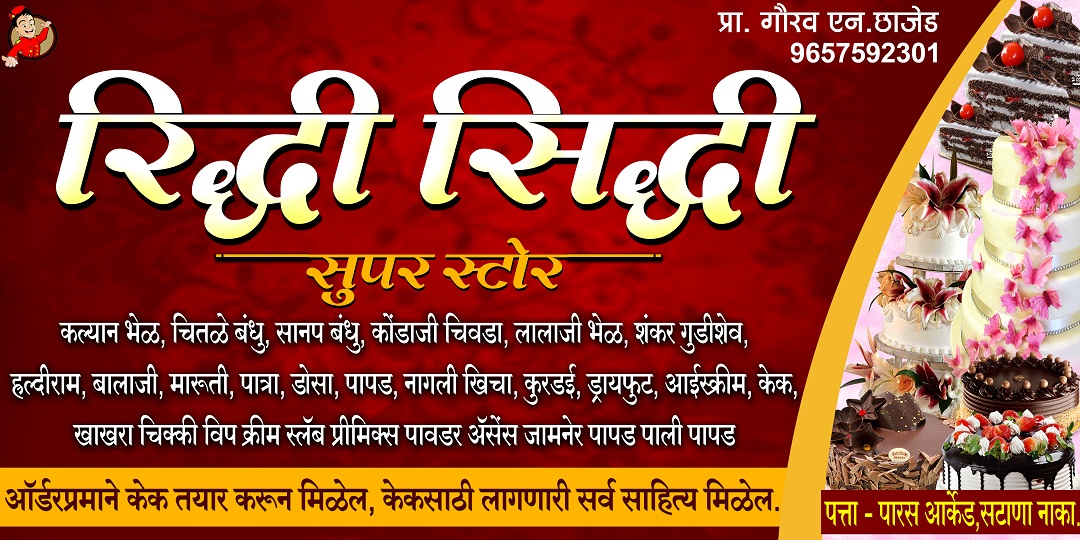 प्रा. गौरव एन.छाजेड
9657592301
रिद्धी सिद्धी
सुपर स्टोर
कल्यान भेळ, चितळे बंधु, सानप बंधु, कोंडाजी चिवडा, लालाजी भेळ, शंकर गुडीशेव,
हल्दीराम, बालाजी, मारूती, पात्रा, डोसा, पापड, नागली खिचा, कुरडई, ड्रायफुट, आईस्क्रीम, केक,
खाखरा चिक्की विप क्रीम स्लॅब प्रीमिक्स पावडर ॲसेंस जामनेर पापड पाली पापड
ऑर्डरप्रमाने केक तयार करून मिळेल, केकसाठी लागणारी सर्व साहित्य मिळेल.
पत्ता - पारस आर्केड,सटाणा नाका.